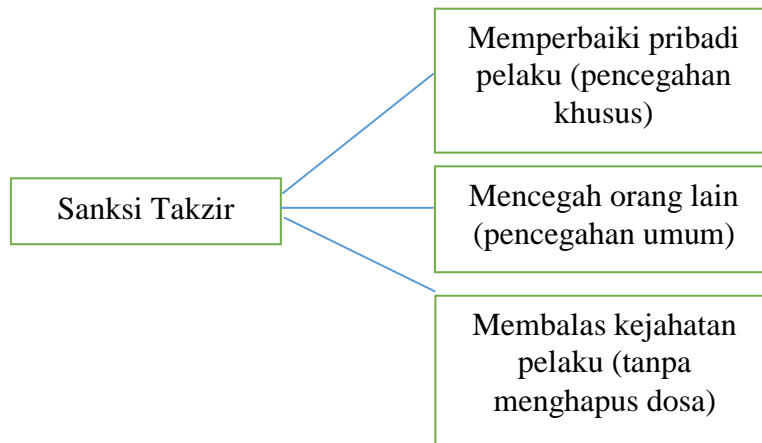 Memperbaiki pribadi
pelaku (pencegahan
khusus)
Sanksi Takzir
Mencegah orang lain
(pencegahan umum)
Membalas kejahatan
pelaku (tanpa
menghapus dosa)